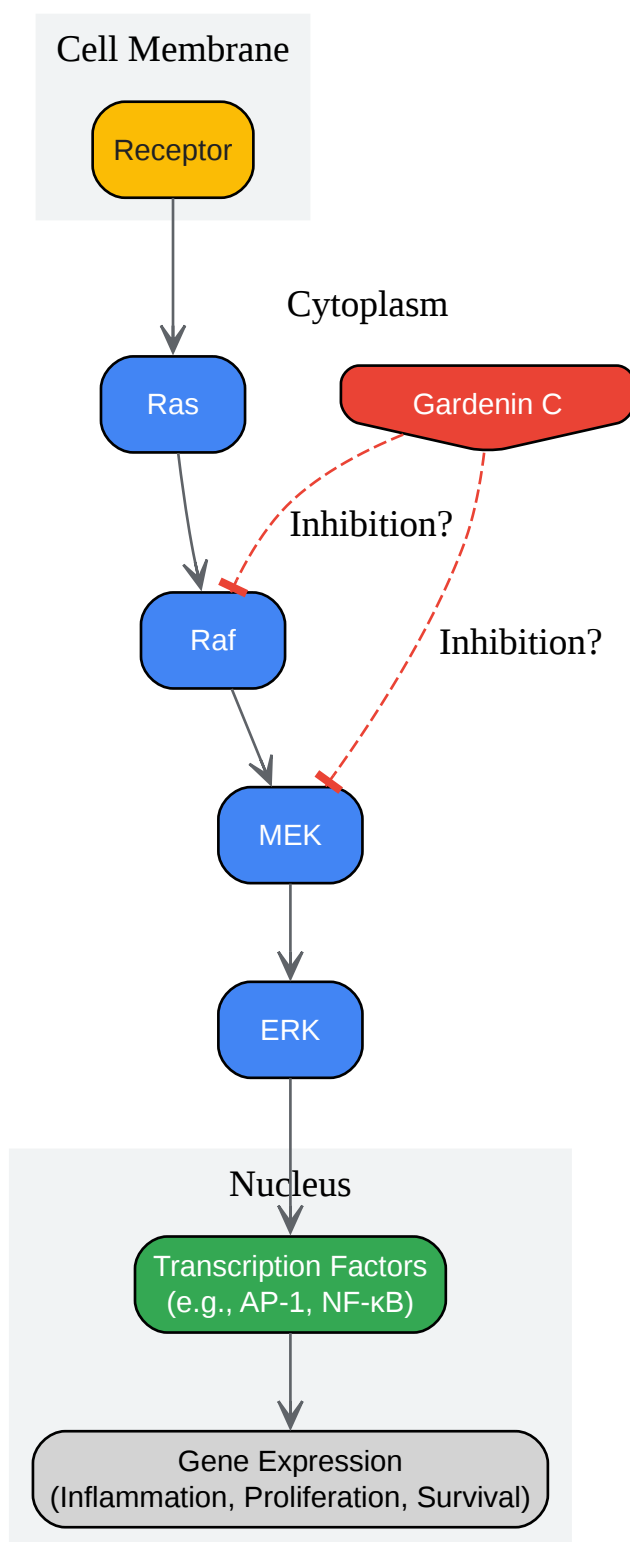 Cell Membrane
Receptor
Cytoplasm
Ras
Gardenin C
Inhibition?
Raf
Inhibition?
MEK
ERK
Nucleus
Transcription Factors
(e.g., AP-1, NF-κB)
Gene Expression
(Inflammation, Proliferation, Survival)